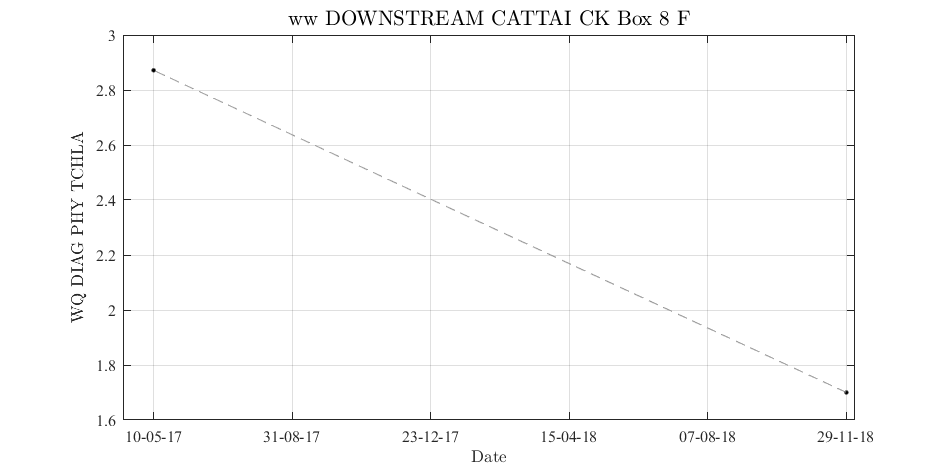 ww DOWNSTREAM CATTAI CK Box 8 F
3
2.8
2.6
2.4
2.2
2
1.8
1.6
WQ DIAG PHY TCHLA
10-05-17 31-08-17 23-12-17 15-04-18 07-08-18 29-11-18
Date